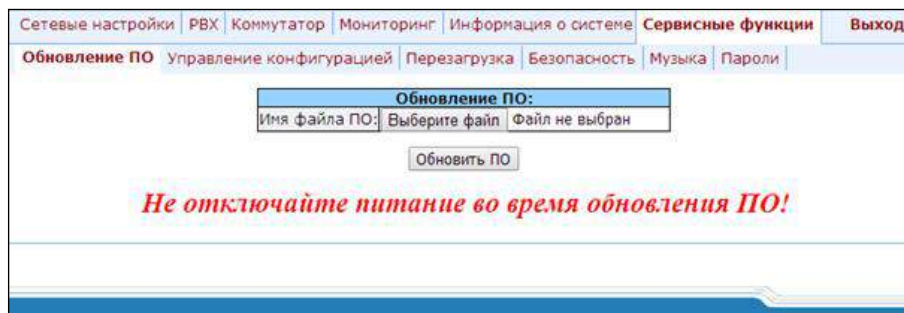 Сетевые настройки PBX Коммутатор Мониторинг Информация о системе Сервисные функции Выход
Обновление ПО Управление конфигурацией Перезагрузка Безопасность Музыка Пароли
Обновление ПО:
Имя файла ПО: Выберите файл Файл не выбран
Обновить ПО
Не отключайте питание во время обновления ПО!